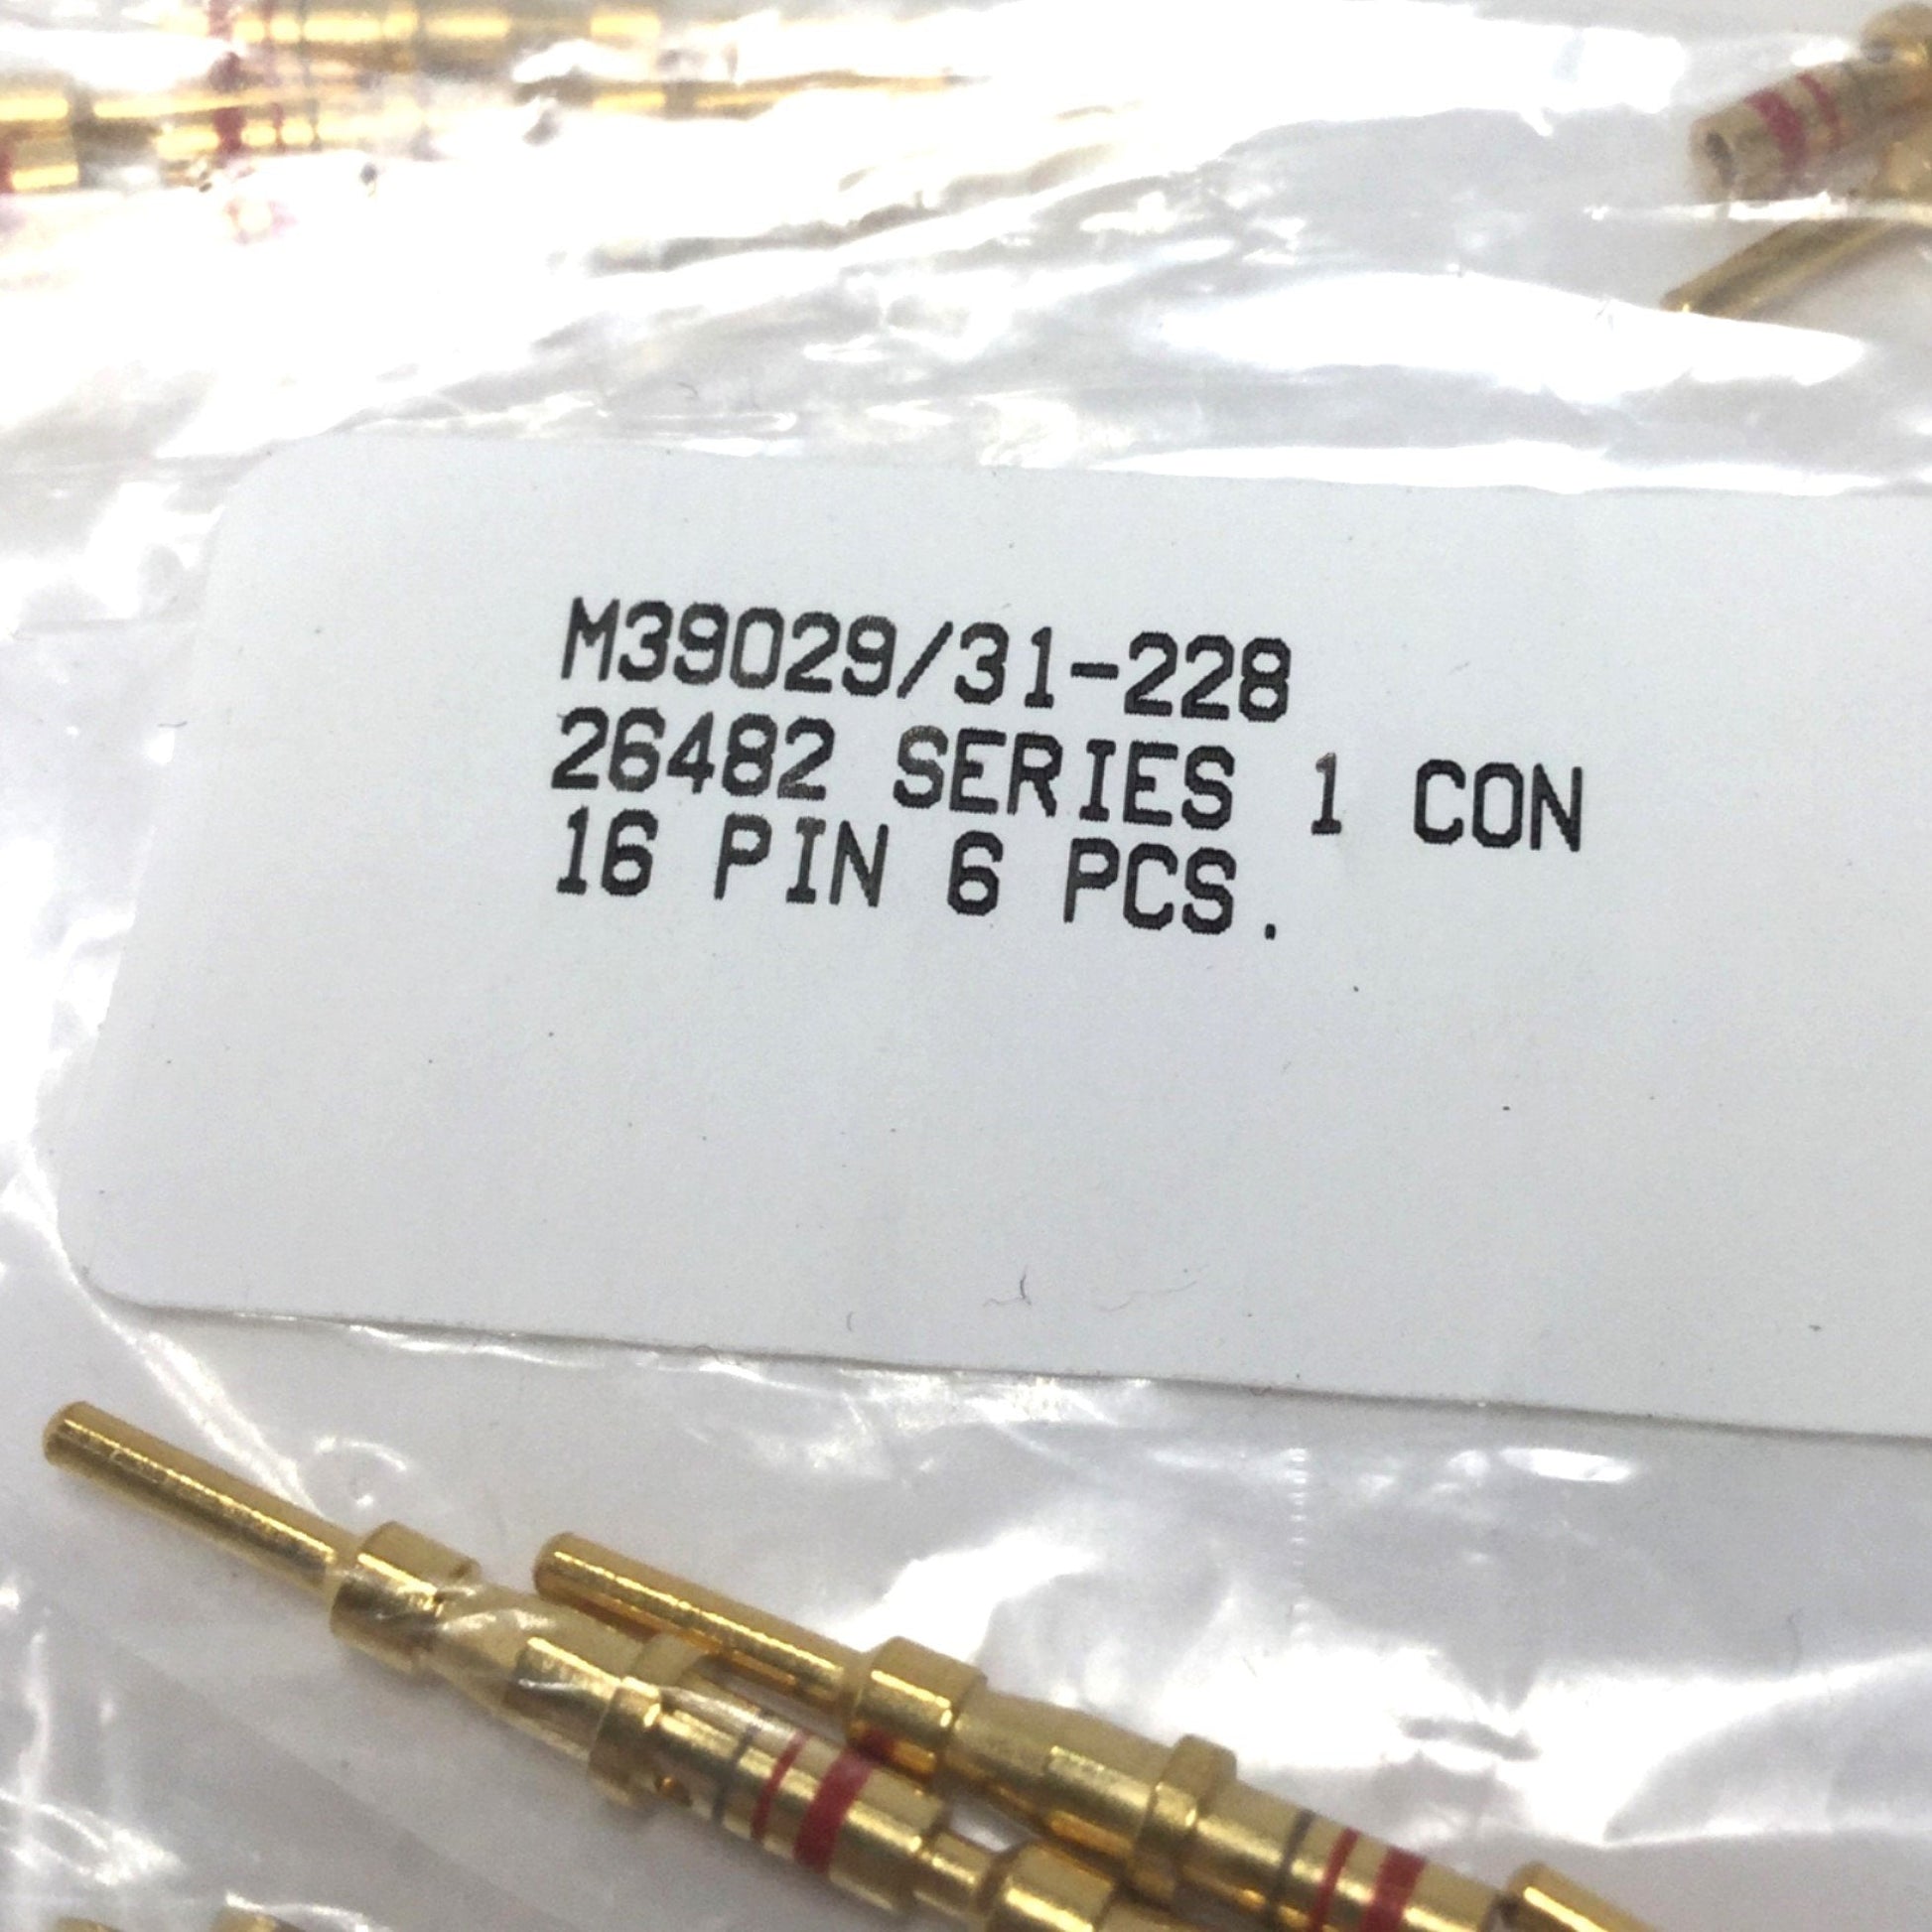 M39029/31-228
26482 SERIES 1 CON
16 PIN 6 PCS.